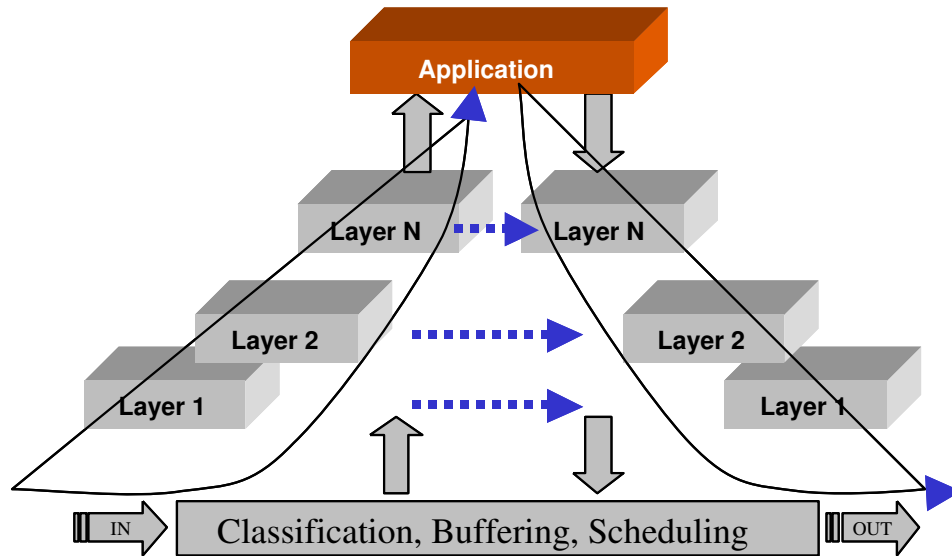 Application
Layer N
Layer N
Layer 2
Layer 2
Layer 1
Layer 1
IN
Classification, Buffering, Scheduling
OUT